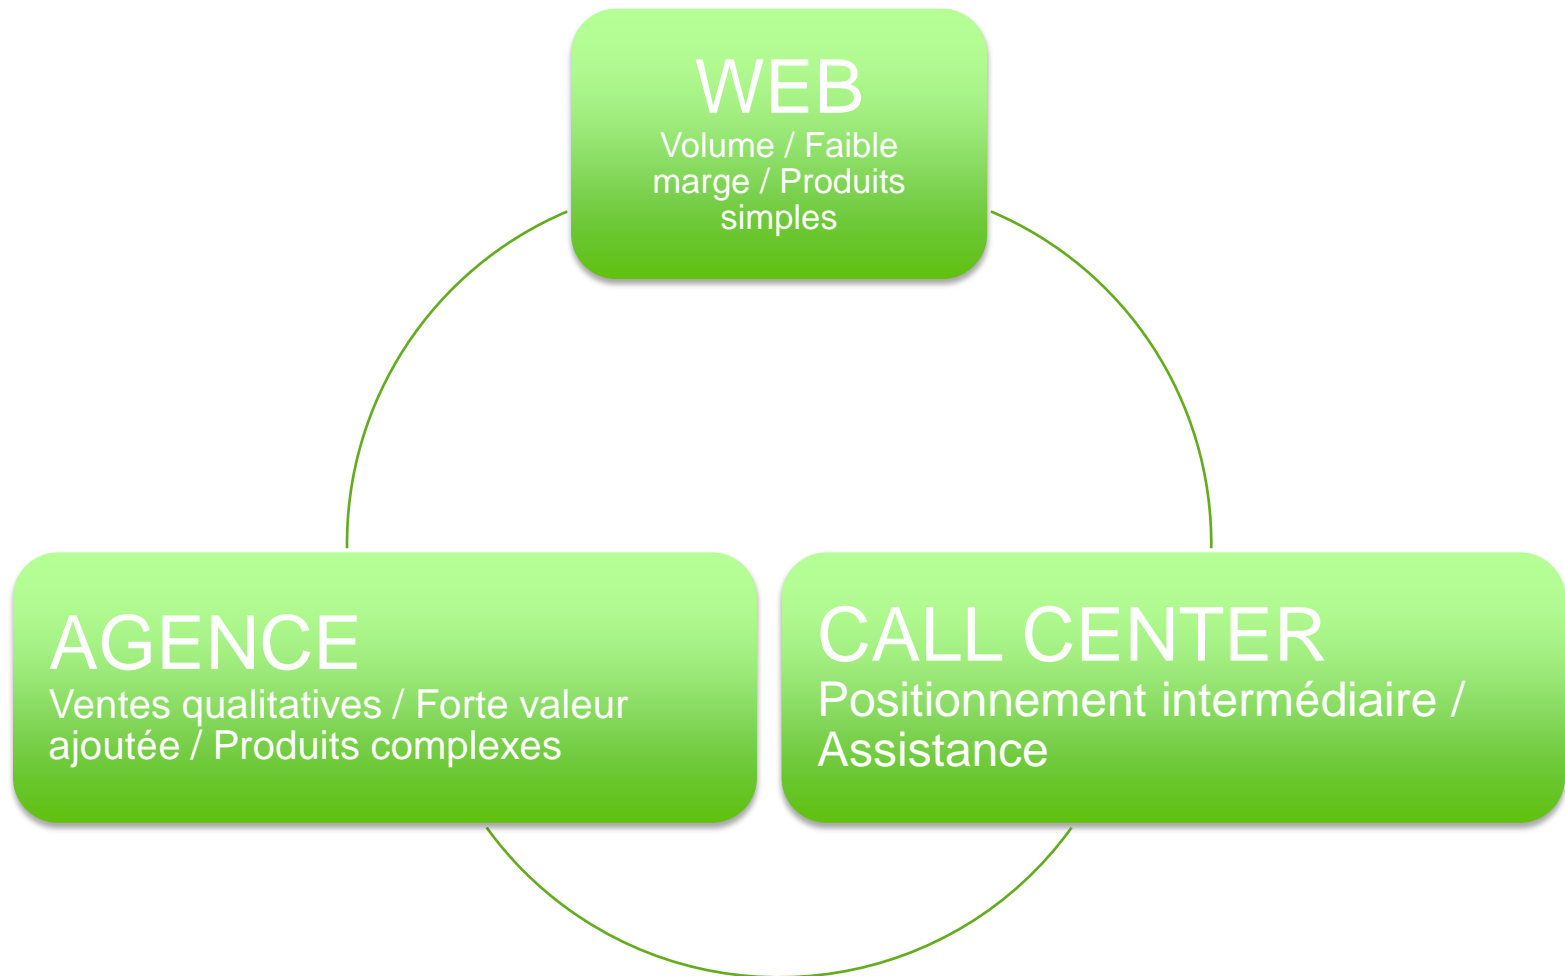 WEB
Volume / Faible
marge / Produits
simples
AGENCE
Ventes qualitatives / Forte valeur
ajoutée / Produits complexes
CALL CENTER
Positionnement intermédiaire /
Assistance